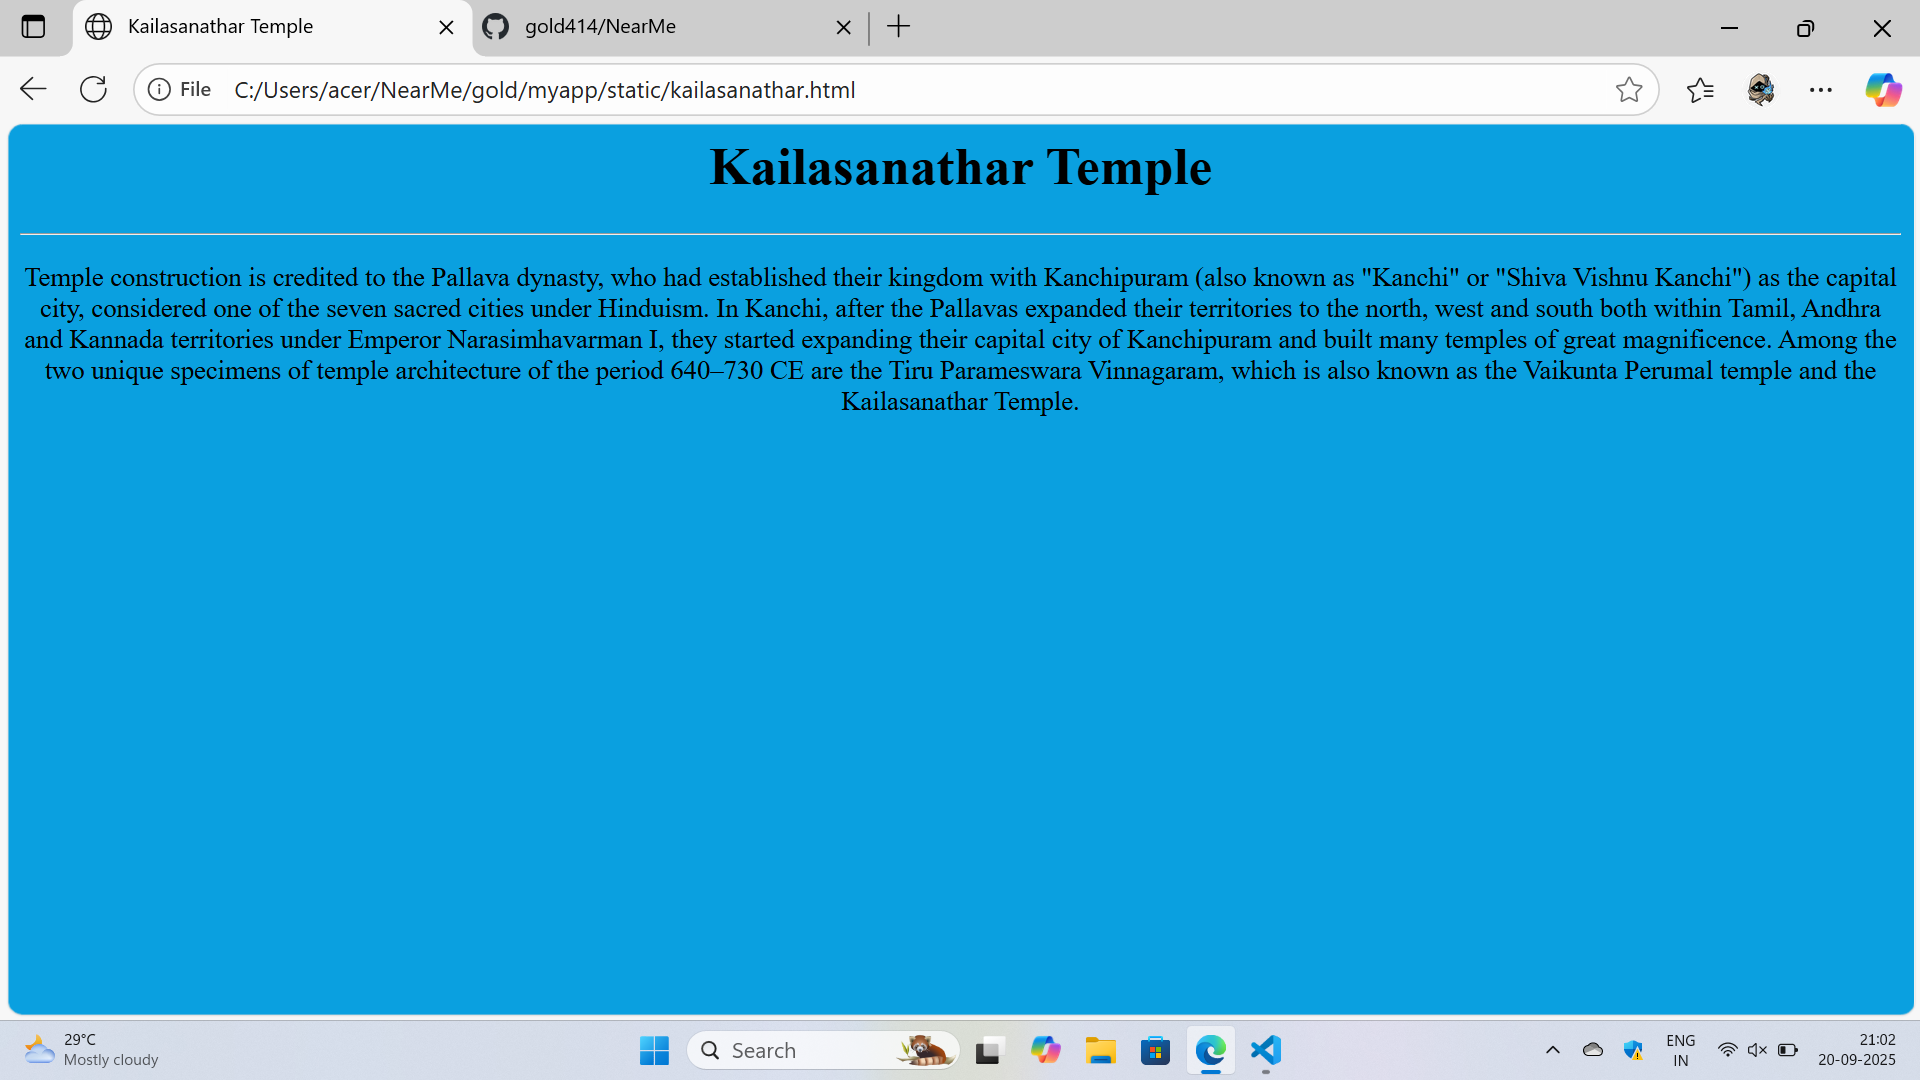 Kailasanathar Temple
gold414/NearMe
File
C:/Users/acer/NearMe/gold/myapp/static/kailasanathar.html
Kailasanathar Temple
Temple construction is credited to the Pallava dynasty, who had established their kingdom with Kanchipuram (also known as "Kanchi" or "Shiva Vishnu Kanchi") as the capital
city, considered one of the seven sacred cities under Hinduism. In Kanchi, after the Pallavas expanded their territories to the north, west and south both within Tamil, Andhra
and Kannada territories under Emperor Narasimhavarman I, they started expanding their capital city of Kanchipuram and built many temples of great magnificence. Among the
two unique specimens of temple architecture of the period 640–730 CE are the Tiru Parameswara Vinnagaram, which is also known as the Vaikunta Perumal temple and the
Kailasanathar Temple.
29°C
Mostly cloudy
Search
ENG
IN
21:02
20-09-2025